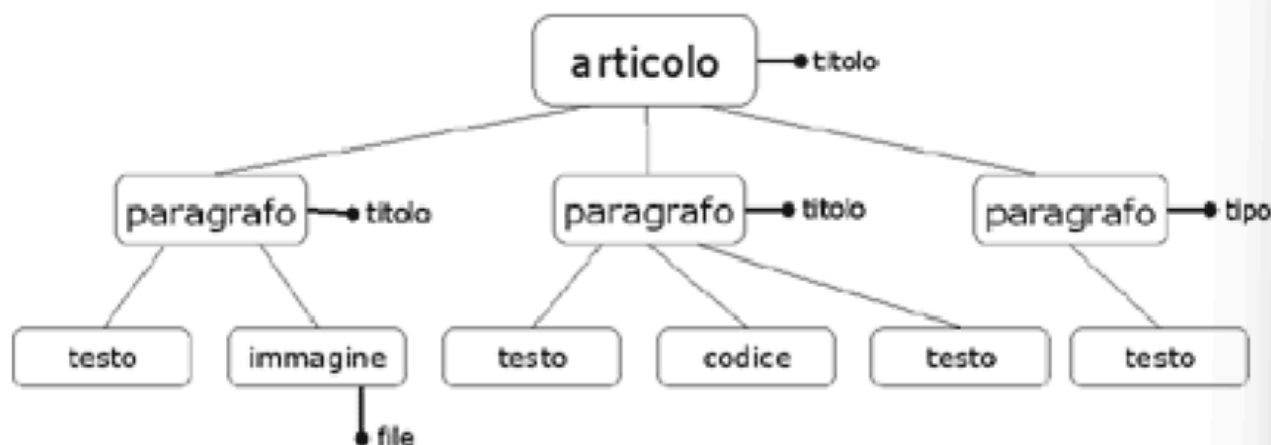 articolo titolo
paragrafo titolo paragrafo titolo paragrafo tipo
testo immagine testo codice testo testo
file